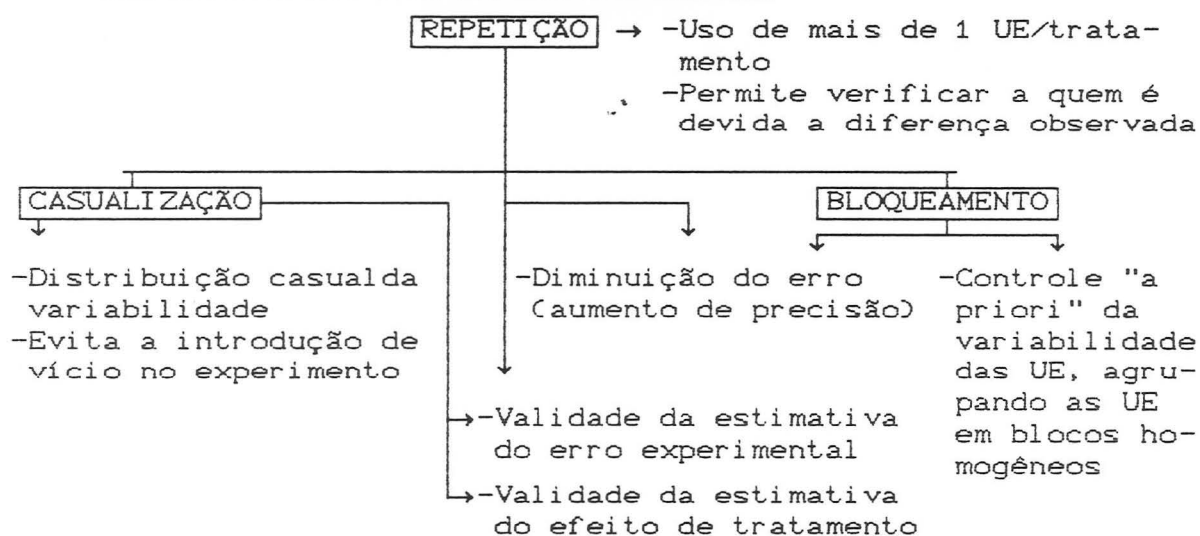 REPETIÇÃO → -Uso de mais de 1 UE/trata-
mento
-Permite verificar a quem é
devida a diferença observada
CASUALIZAÇÃO
BLOQUEAMENTO
-Distribuição casualda
variabilidade
-Evita a introdução de
vício no experimento
-Diminuição do erro
(aumento de precisão)
-Controle "a
priori" da
variabilidade
das UE, agru-
pando as UE
em blocos ho-
mogêneos
-Validade da estimativa
do erro experimental
-Validade da estimativa
do efeito de tratamento